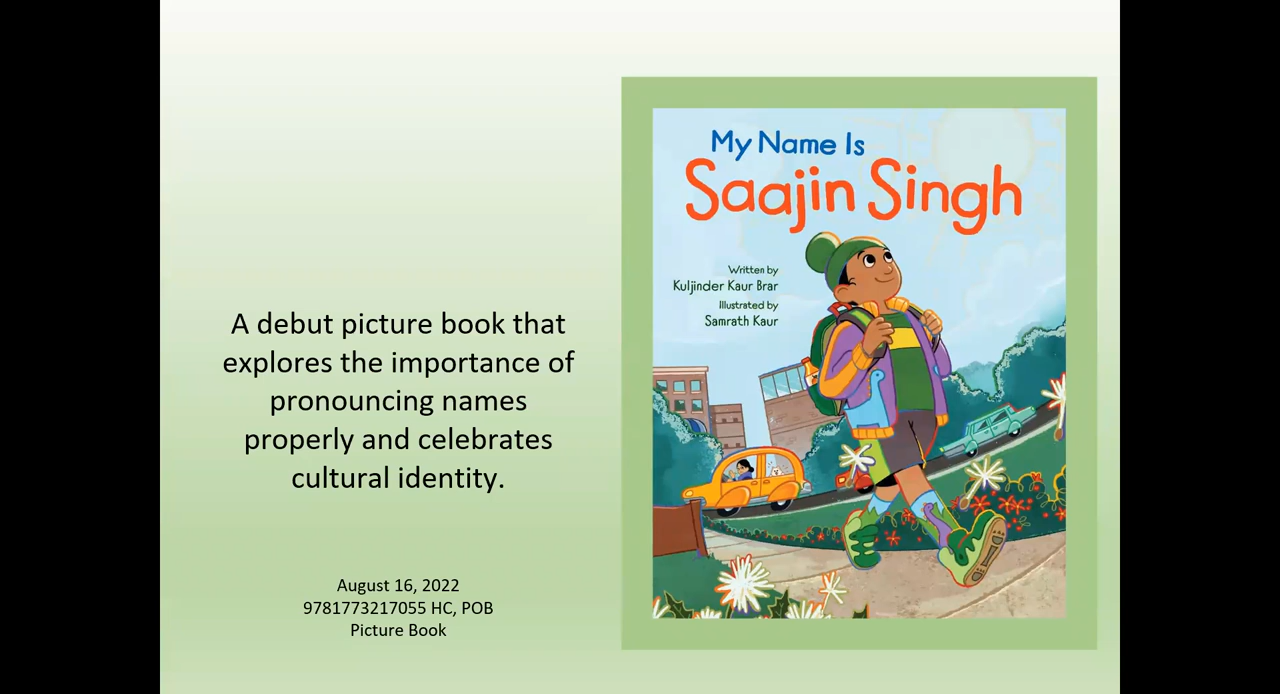 A debut picture book that
explores the importance of
pronouncing names
properly and celebrates
cultural identity.
August 16, 2022
9781773217055 HC, POB
Picture Book
My Name Is
Saajin Singh
Written by
Kuljinder Kaur Brar
Illustrated by
Samrath Kaur